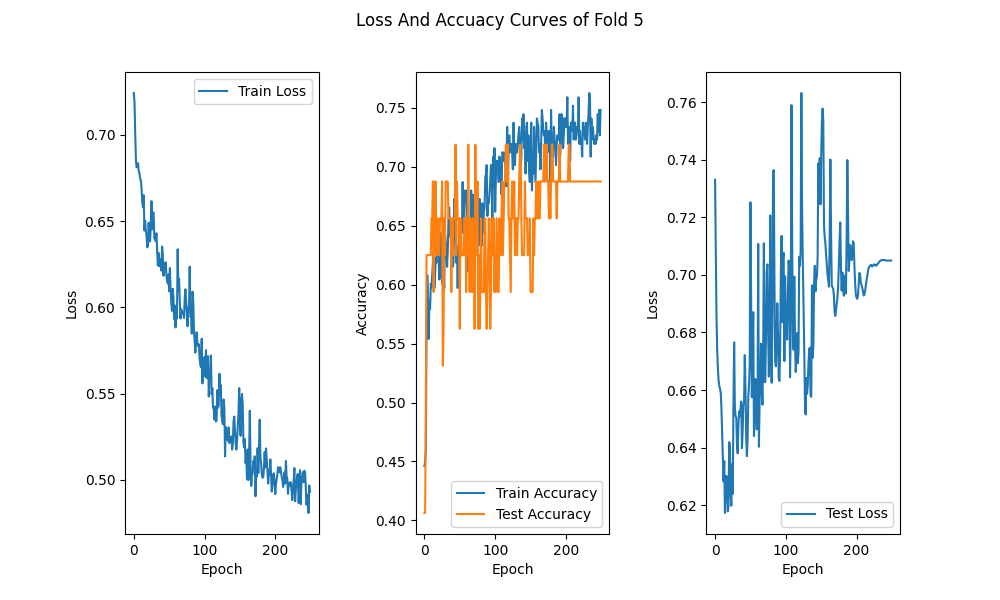 Loss And Accuacy Curves of Fold 5
Loss
0.70
0.65
0.60
0.55
0.50
Train Loss
0 100 200
Epoch
Accuracy
0.75
0.70
0.65
0.60
0.55
0.50
0.45
0.40
Train Accuracy
Test Accuracy
0 100 200
Epoch
Loss
0.76
0.74
0.72
0.70
0.68
0.66
0.64
0.62
Test Loss
0 100 200
Epoch